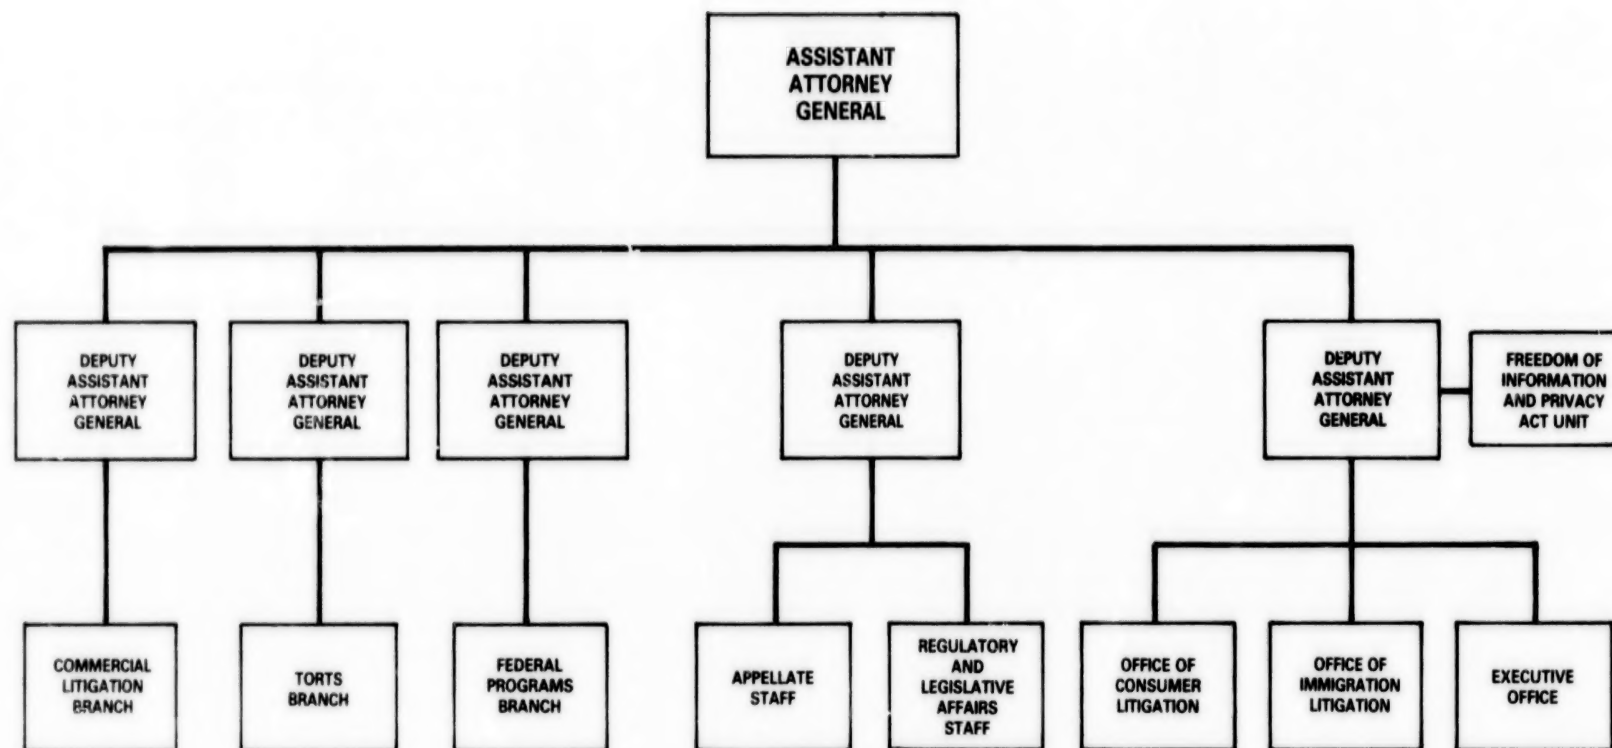 ASSISTANT
ATTORNEY
GENERAL
DEPUTY
ASSISTANT
ATTORNEY
GENERAL
DEPUTY
ASSISTANT
ATTORNEY
GENERAL
DEPUTY
ASSISTANT
ATTORNEY
GENERAL
DEPUTY
ASSISTANT
ATTORNEY
GENERAL
DEPUTY
ASSISTANT
ATTORNEY
GENERAL
FREEDOM OF
INFORMATION
AND PRIVACY
ACT UNIT
COMMERCIAL
LITIGATION
BRANCH
TORTS
BRANCH
FEDERAL
PROGRAMS
BRANCH
APPELLATE
STAFF
REGULATORY
AND
LEGISLATIVE
AFFAIRS
STAFF
OFFICE OF
CONSUMER
LITIGATION
OFFICE OF
IMMIGRATION
LITIGATION
EXECUTIVE
OFFICE